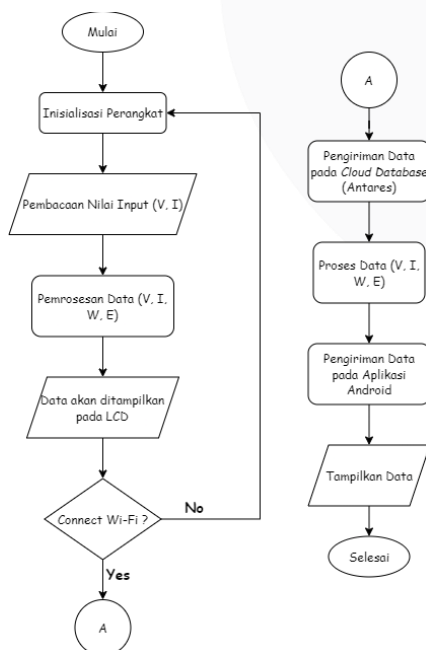 Mulai
Inisialisasi Perangkat
Pembacaan Nilai Input (V, I)
Pemrosesan Data (V, I,
W, E)
Data akan ditampilkan
pada LCD
Connect Wi-Fi ?
No
Yes
A
A
Pengiriman Data
pada Cloud Database
(Antares)
Proses Data (V, I,
W, E)
Pengiriman Data
pada Aplikasi
Android
Tampilkan Data
Selesai